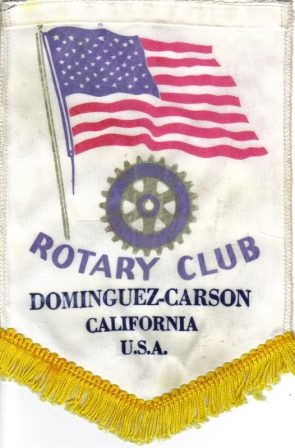 ROTARY CLUB
DOMINGUEZ-CARSON
CALIFORNIA
U.S.A.